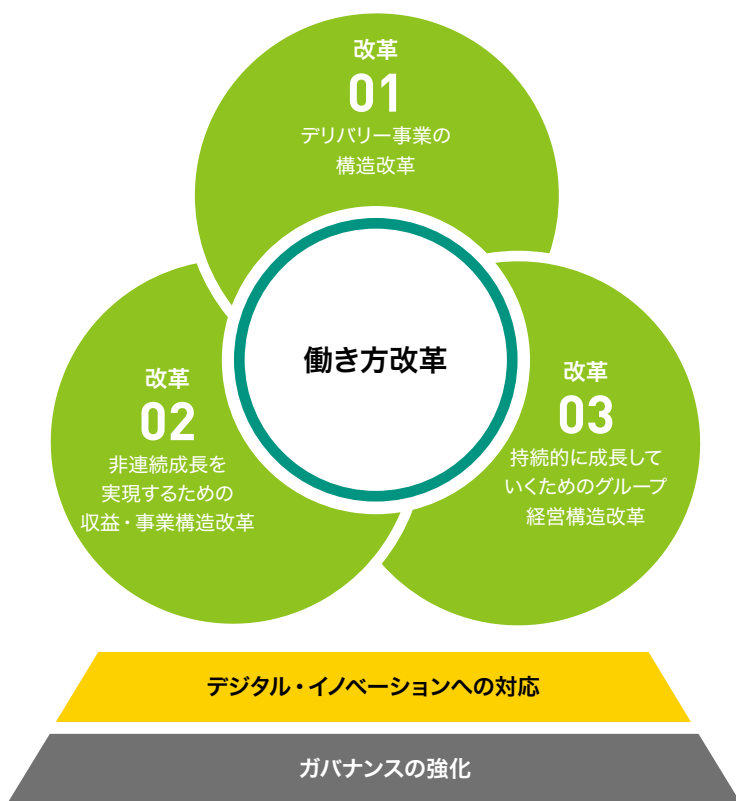 改革
01
デリバリー事業の
構造改革
働き方改革
改革
02
非連続成長を
実現するための
収益・事業構造改革
改革
03
持続的に成長して
いくためのグループ
経営構造改革
デジタル・イノベーションへの対応
ガバナンスの強化